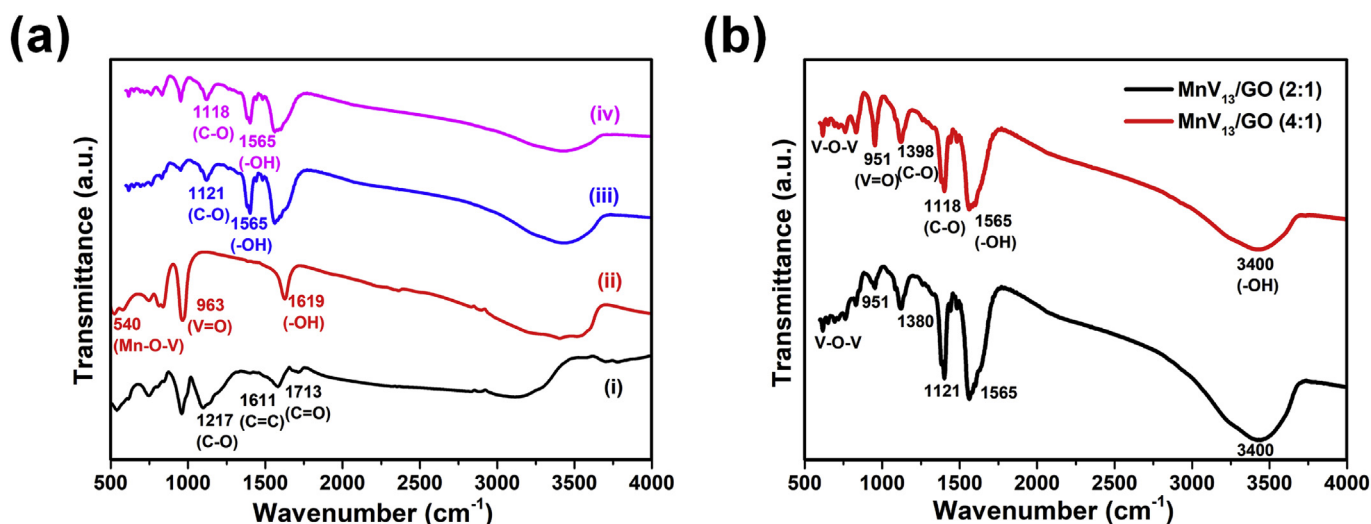 (a)
Transmittance (a.u.)
1118
(C-O)
1565
(-OH)
(iv)
1121
(C-O)
1565
(-OH)
(iii)
540
(Mn-O-V)
963
(V=O)
1619
(-OH)
(ii)
1217
(C-O)
1611
(C=C)
1713
(C=O)
(i)
500 1000 1500 2000 2500 3000 3500 4000
Wavenumber (cm⁻¹)
(b)
Transmittance (a.u.)
MnV₁₃/GO (2:1)
MnV₁₃/GO (4:1)
V-O-V
951
(V=O)
1398
(C-O)
1118
(C-O)
1565
(-OH)
3400
(-OH)
V-O-V
951
1380
1121
1565
3400
500 1000 1500 2000 2500 3000 3500 4000
Wavenumber (cm⁻¹)